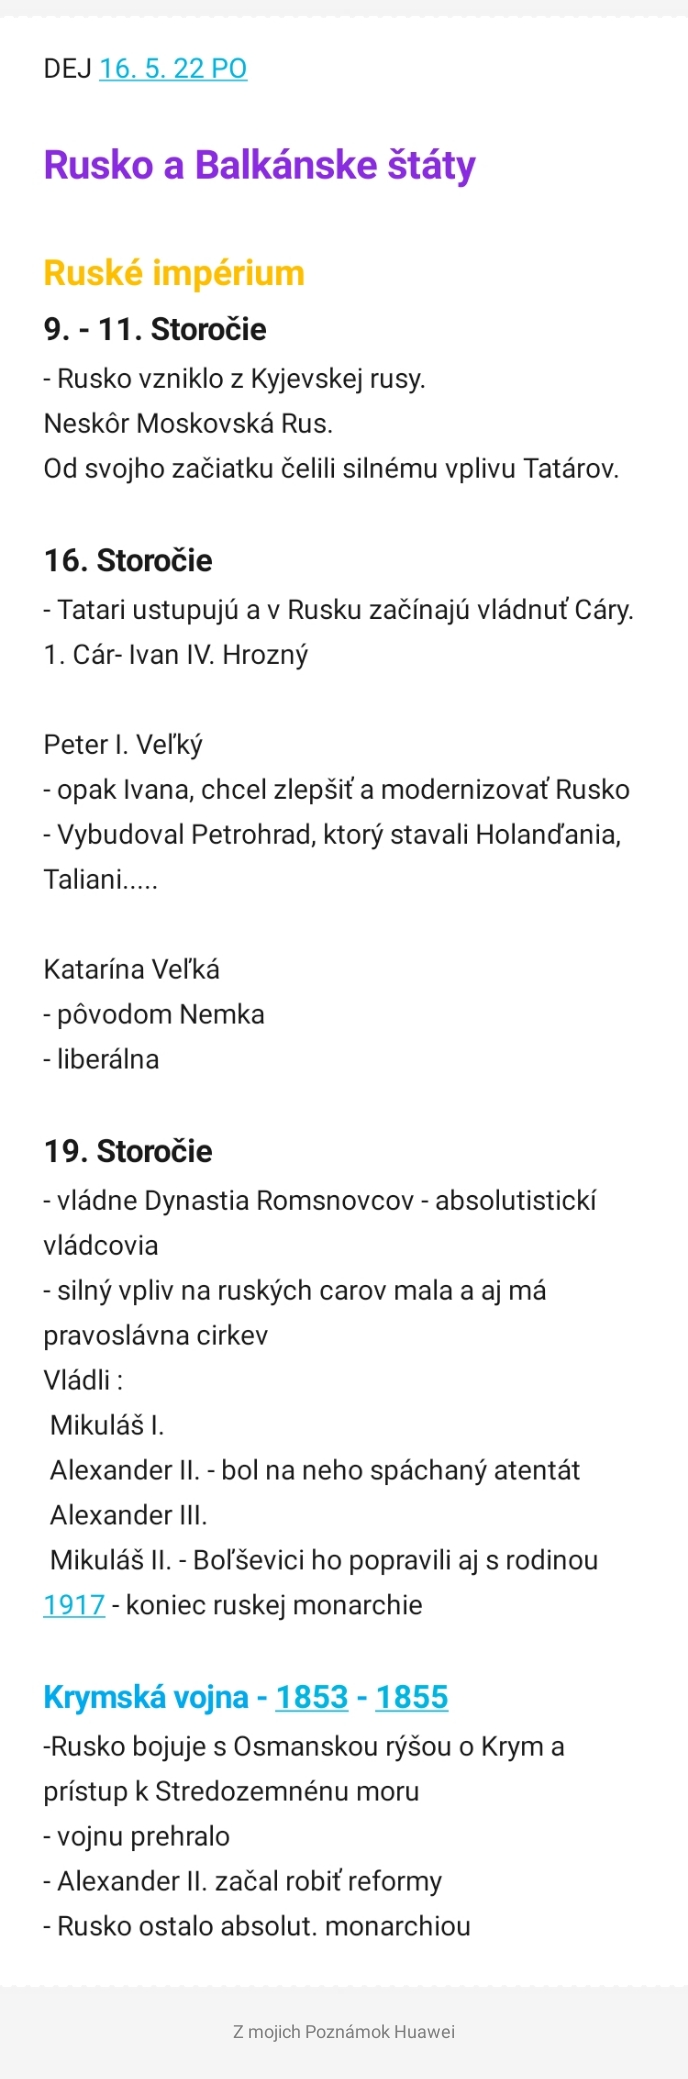 DEJ 16. 5. 22 PO
Rusko a Balkánske štáty
Ruské impérium
9. - 11. Storočie
- Rusko vzniklo z Kyjevskej rusy.
Neskôr Moskovská Rus.
Od svojho začiatku čelili silnému vplivu Tatárov.
16. Storočie
- Tatari ustupujú a v Rusku začínajú vládnuť Cáry.
1. Cár- Ivan IV. Hrozný
Peter I. Veľký
- opak Ivana, chcel zlepšiť a modernizovať Rusko
- Vybudoval Petrohrad, ktorý stavali Holanďania,
Taliani.....
Katarína Veľká
- pôvodom Nemka
- liberálna
19. Storočie
- vládne Dynastia Romsnovcov - absolutistickí
vládcovia
- silný vpliv na ruských carov mala a aj má
pravoslávna cirkev
Vládli :
Mikuláš I.
Alexander II. - bol na neho spáchaný atentát
Alexander III.
Mikuláš II. - Boľševici ho popravili aj s rodinou
1917 - koniec ruskej monarchie
Krymská vojna - 1853 - 1855
-Rusko bojuje s Osmanskou rýšou o Krym a
prístup k Stredozemnénu moru
- vojnu prehralo
- Alexander II. začal robiť reformy
- Rusko ostalo absolut. monarchiou
Z mojich Poznámok Huawei